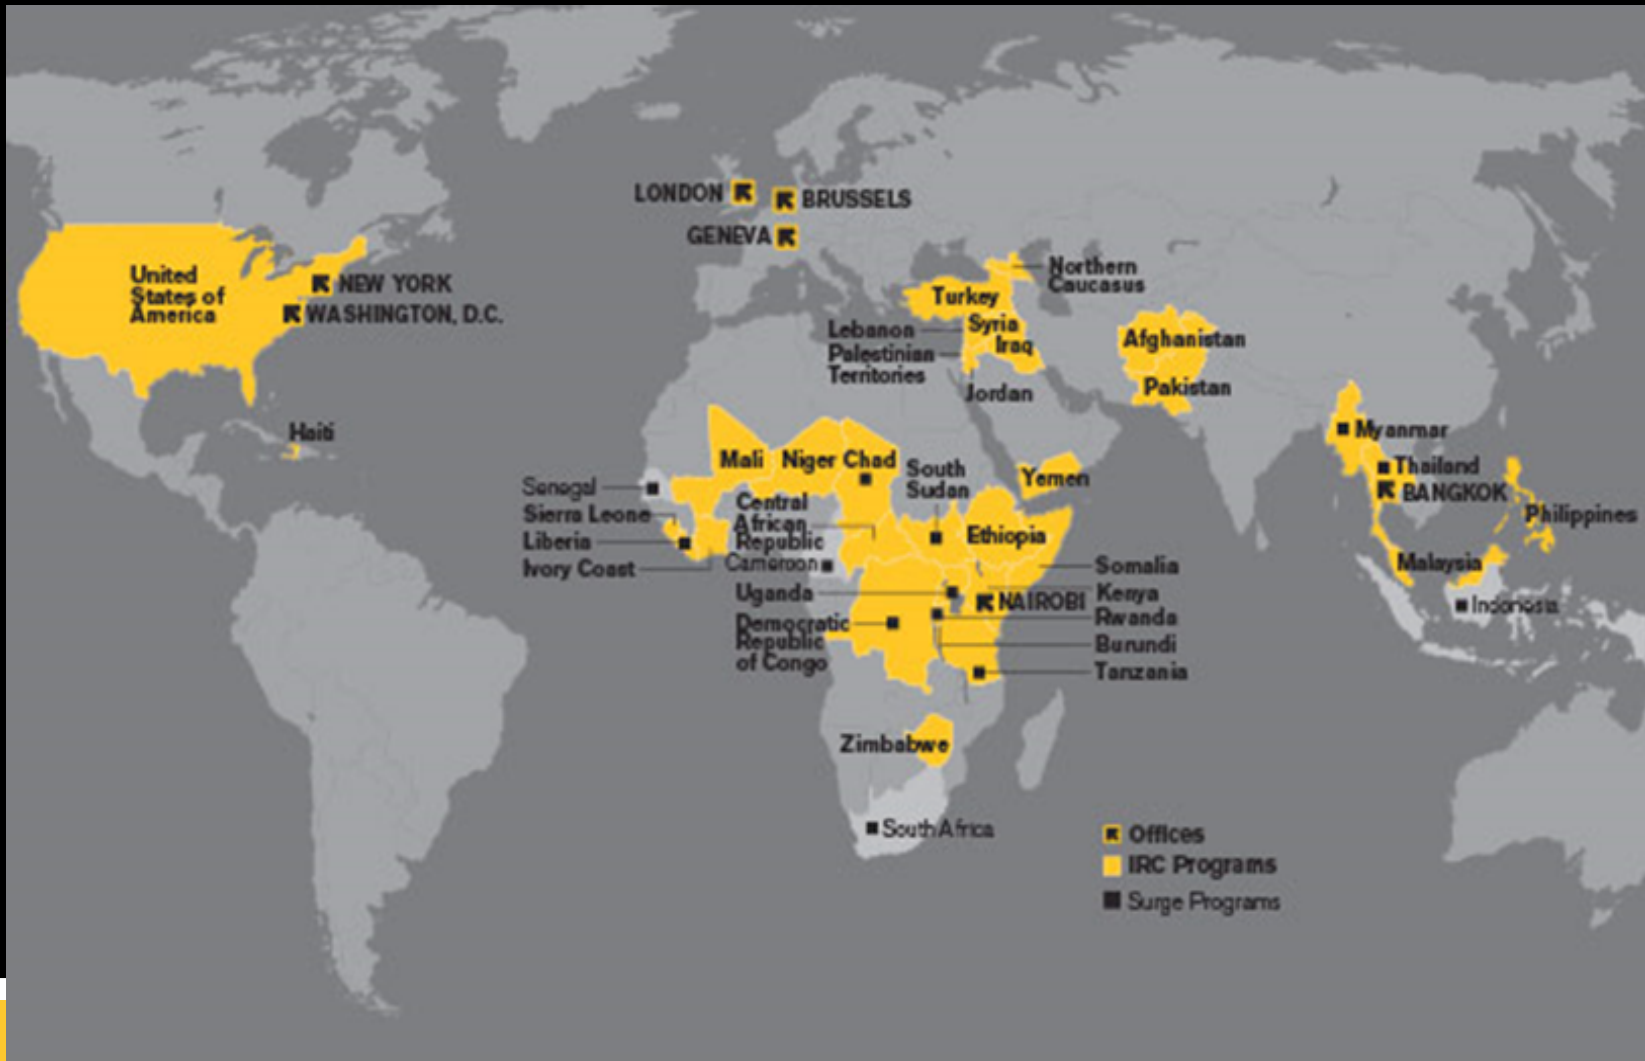 LONDON
BRUSSELS
GENEVA
United
States of
America
NEW YORK
WASHINGTON, D.C.
Haiti
Northern
Caucasus
Turkey
Lebanon
Syria
Iraq
Palestinian
Territories
Jordan
Afghanistan
Pakistan
Myanmar
Thailand
BANGKOK
Philippines
Malaysia
Indonesia
Mali
Niger
Chad
South
Sudan
Yemen
Senegal
Sierra Leone
Liberia
Ivory Coast
Central
African
Republic
Cameroon
Ethiopia
Uganda
Somalia
Kenya
NAIROBI
Rwanda
Democratic
Republic
of Congo
Burundi
Tanzania
Zimbabwe
South Africa
Offices
IRC Programs
Surge Programs